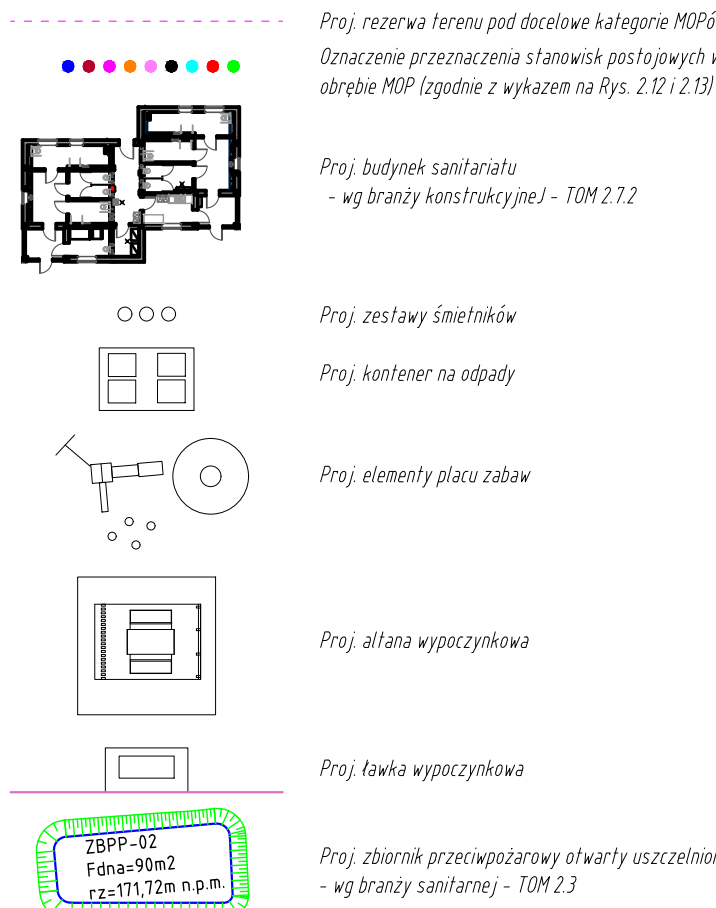 Proj. rezerwa terenu pod docelowe kategorie MOPó
Oznaczenie przeznaczenia stanowisk postojowych w
obrębie MOP (zgodnie z wykazem na Rys. 2.12 i 2.13)
Proj. budynek sanitariatu
- wg branży konstrukcyjneJ - TOM 2.7.2
Proj. zestawy śmietników
Proj. kontener na odpady
Proj. elementy placu zabaw
Proj. altana wypoczynkowa
Proj. ławka wypoczynkowa
ZBPP-02
Fdna=90m2
rz=171,72m n.p.m.
Proj. zbiornik przeciwpożarowy otwarty uszczelnion
- wg branży sanitarnej - TOM 2.3